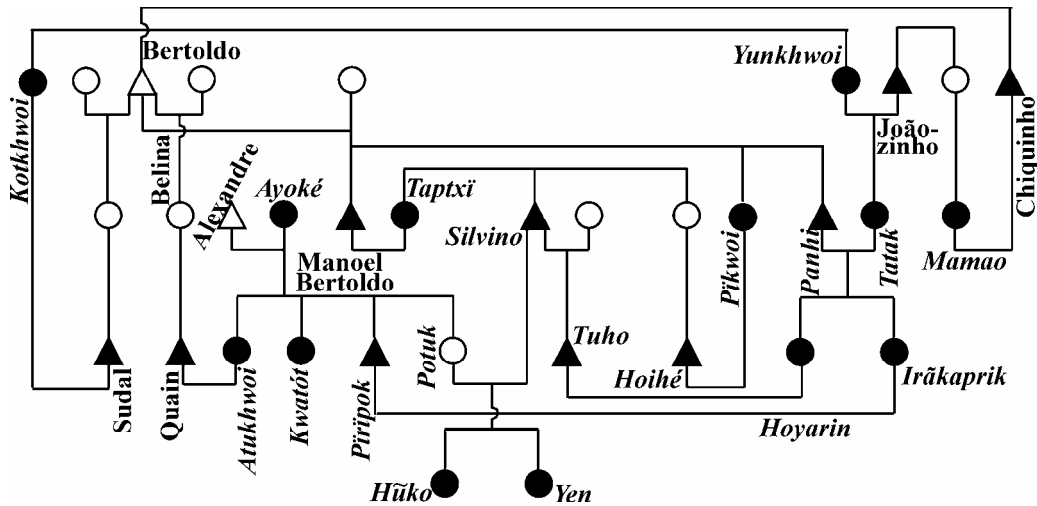 Bertoldo
Yunkhwoi
Kotkhwoi
João-
zinho
Chiquinho
Belina
Alexandre
Ayoké
Taptxï
Silvino
Pïkwoi
Panhi
Tatak
Mamao
Manoel
Bertoldo
Potuk
Tuho
Hoihé
Irãkaprik
Sudal
Quain
Atukhwoi
Kwatót
Pïrïpok
Hoyarin
Hũko
Yen